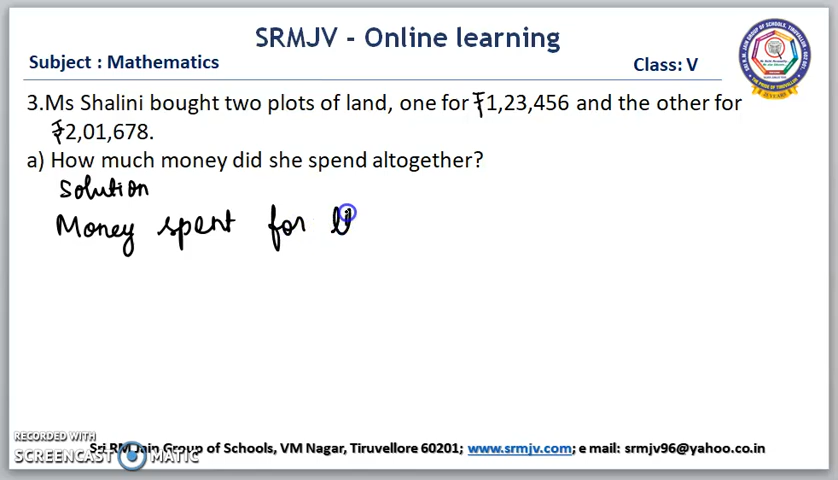 SRMJV - Online learning
Subject : Mathematics
Class: V
3.Ms Shalini bought two plots of land, one for ₹1,23,456 and the other for
₹2,01,678.
a) How much money did she spend altogether?
Solution
Money spent for
RECORDED WITH
SCREENCAST MATIC
Sri RM Jain Group of Schools, VM Nagar, Tiruvellore 60201; www.srmjv.com; e mail: srmjv96@yahoo.co.in